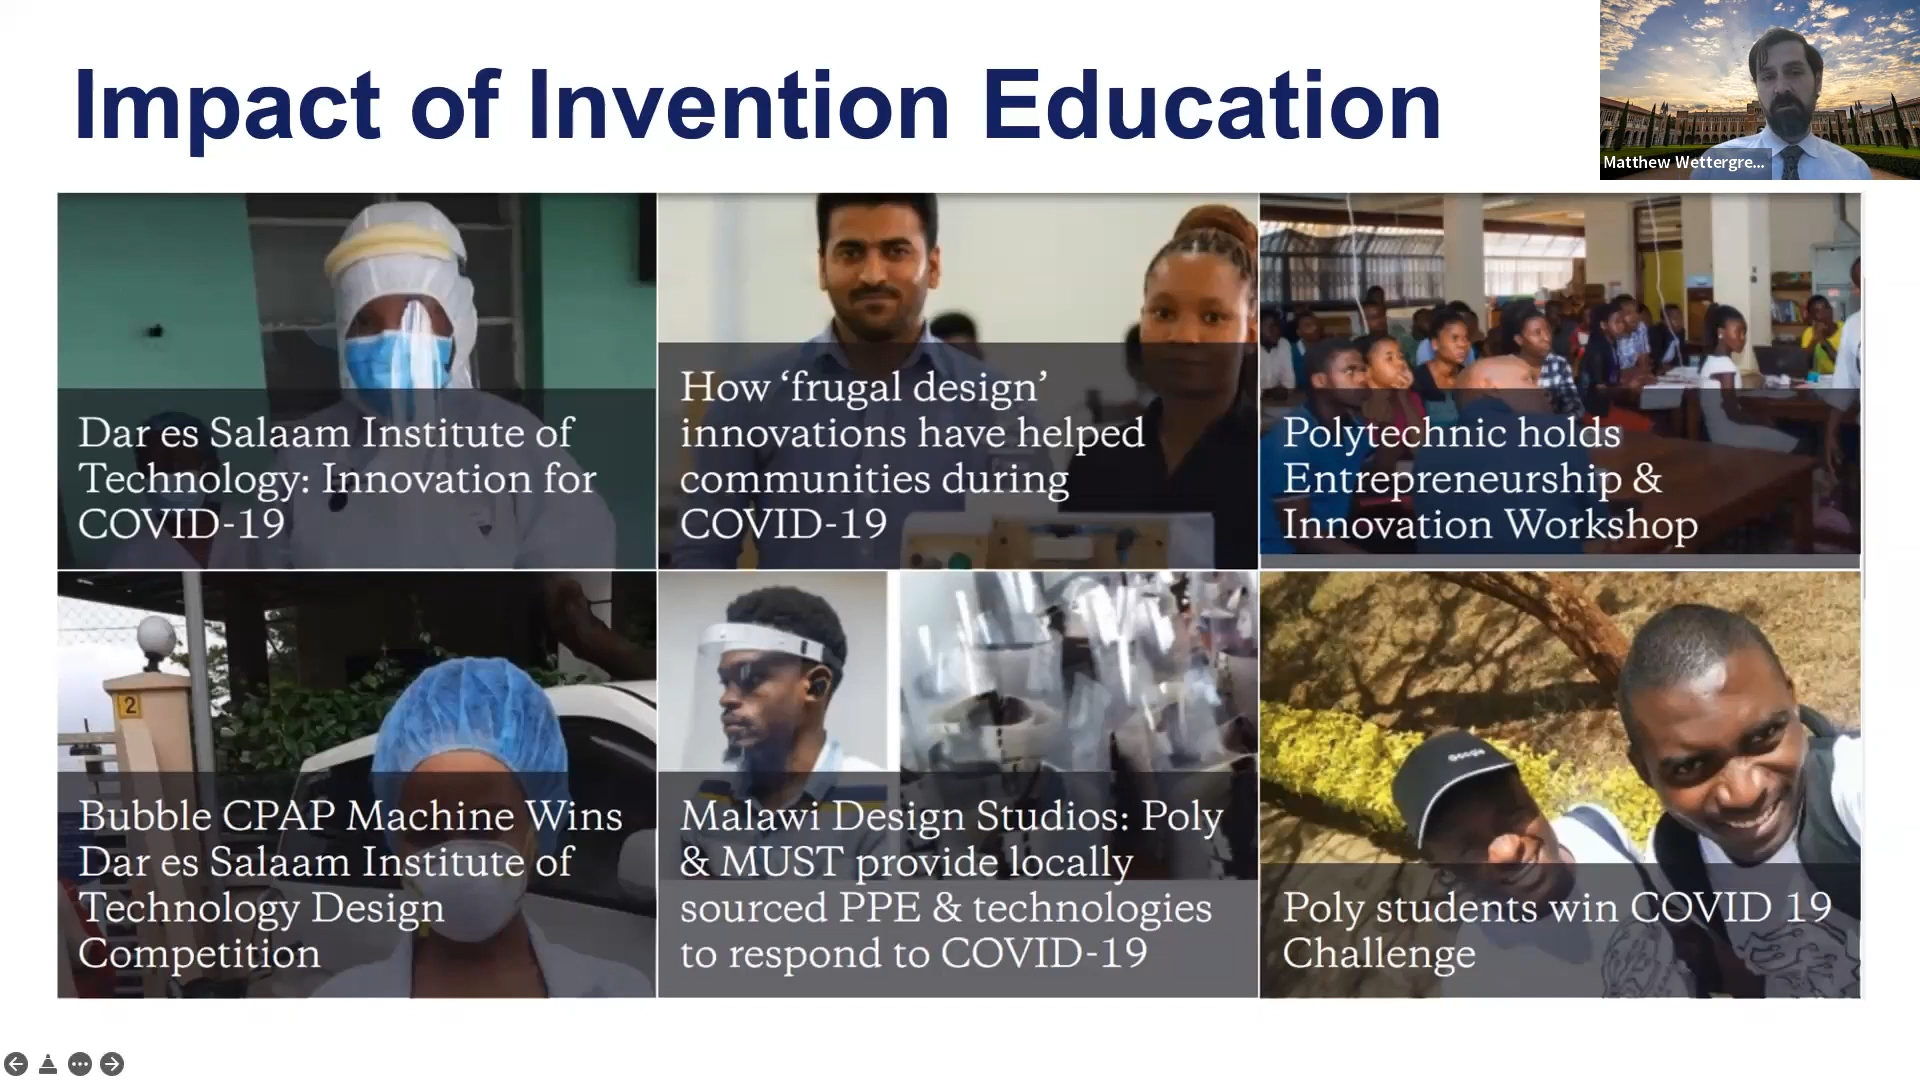 Impact of Invention Education
Matthew Wettergre...
Dar es Salaam Institute of
Technology: Innovation for
COVID-19
How ‘frugal design’
innovations have helped
communities during
COVID-19
Polytechnic holds
Entrepreneurship &
Innovation Workshop
2
Bubble CPAP Machine Wins
Dar es Salaam Institute of
Technology Design
Competition
Malawi Design Studios: Poly
& MUST provide locally
sourced PPE & technologies
to respond to COVID-19
Google
Poly students win COVID 19
Challenge